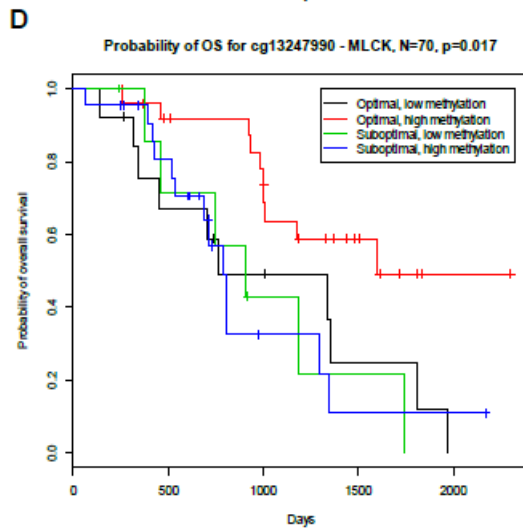 D
Probability of OS for cg13247990 - MLCK, N=70, p=0.017
Optimal, low methylation
Optimal, high methylation
Suboptimal, low methylation
Suboptimal, high methylation
Probability of overall survival
1.0
0.8
0.6
0.4
0.2
0.0
0
500
1000
1500
2000
Days